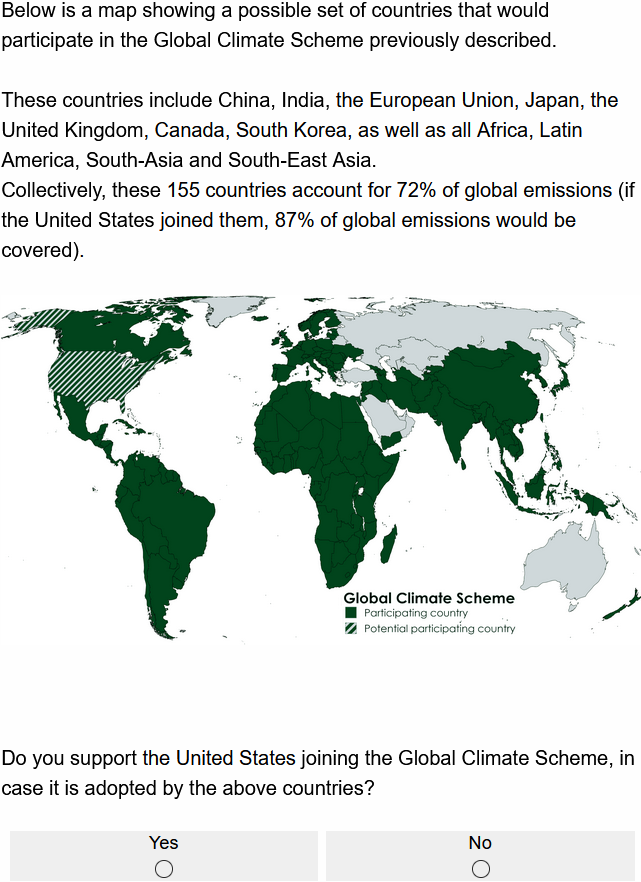 Below is a map showing a possible set of countries that would
participate in the Global Climate Scheme previously described.
These countries include China, India, the European Union, Japan, the
United Kingdom, Canada, South Korea, as well as all Africa, Latin
America, South-Asia and South-East Asia.
Collectively, these 155 countries account for 72% of global emissions (if
the United States joined them, 87% of global emissions would be
covered).
Global Climate Scheme
Participating country
Potential participating country
Do you support the United States joining the Global Climate Scheme, in
case it is adopted by the above countries?
Yes
No